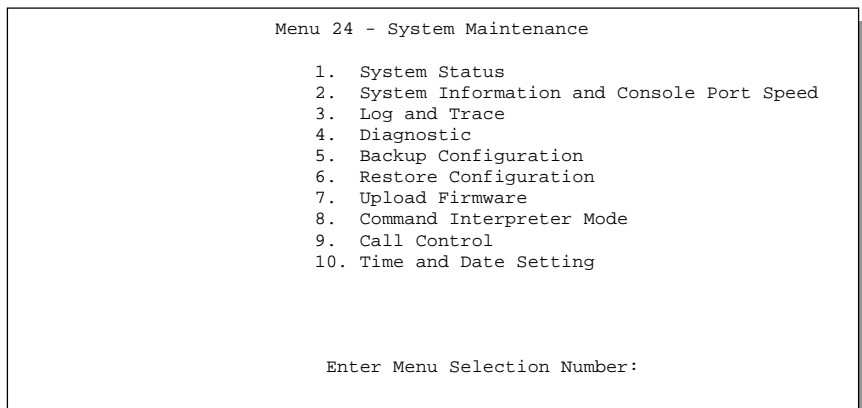 Menu 24 - System Maintenance
1. System Status
2. System Information and Console Port Speed
3. Log and Trace
4. Diagnostic
5. Backup Configuration
6. Restore Configuration
7. Upload Firmware
8. Command Interpreter Mode
9. Call Control
10. Time and Date Setting
Enter Menu Selection Number: